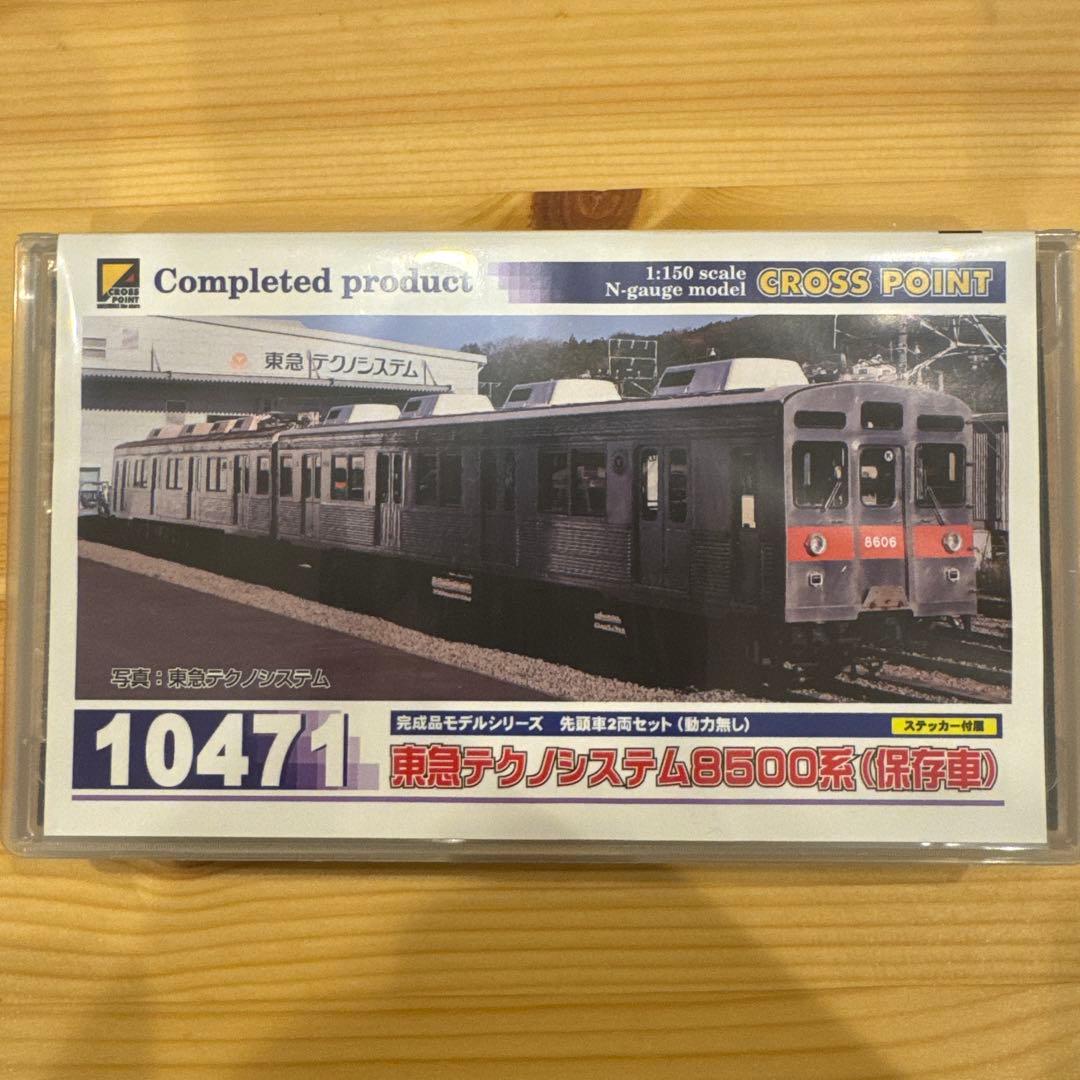 CROSS
POINT
Completed product
1:150 scale
N-gauge model
CROSS POINT
東急テクノシステム
K
8606
写真：東急テクノシステム
10471
完成品モデルシリーズ　先頭車2両セット（動力無し）
ステッカー付属
東急テクノシステム8500系（保存車）